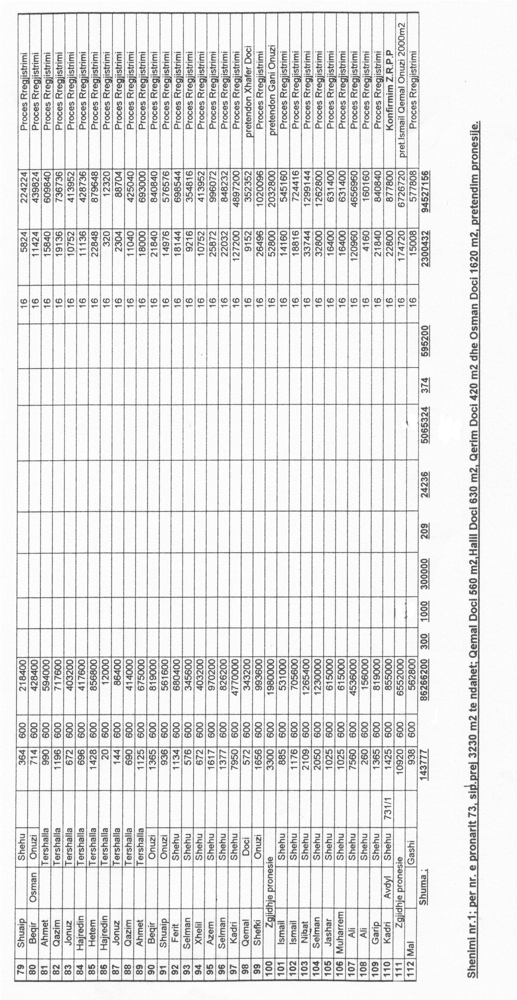 79 Shuaip Shehu 364 600 218400 16 5824 224224 Proces Rregjistrimi
80 Beqir Osman Onuzi 714 600 428400 16 11424 439824 Proces Rregjistrimi
81 Ahmet Tershalla 990 600 594000 16 15840 609840 Proces Rregjistrimi
82 Qazim Tershalla 1196 600 717600 16 19136 736736 Proces Rregjistrimi
83 Jonuz Tershalla 672 600 403200 16 10752 413952 Proces Rregjistrimi
84 Hajredin Tershalla 696 600 417600 16 11136 428736 Proces Rregjistrimi
85 Hetem Tershalla 1428 600 856800 16 22848 879648 Proces Rregjistrimi
86 Hajredin Tershalla 20 600 12000 16 320 12320 Proces Rregjistrimi
87 Jonuz Tershalla 144 600 86400 16 2304 88704 Proces Rregjistrimi
88 Qazim Tershalla 690 600 414000 16 11040 425040 Proces Rregjistrimi
89 Ahmet Tershalla 1125 600 675000 16 18000 693000 Proces Rregjistrimi
90 Beqir Onuzi 1365 600 819000 16 21840 840840 Proces Rregjistrimi
91 Shuaip Onuzi 936 600 561600 16 14976 576576 Proces Rregjistrimi
92 Ferit Shehu 1134 600 680400 16 18144 698544 Proces Rregjistrimi
93 Selman Shehu 576 600 345600 16 9216 354816 Proces Rregjistrimi
94 Xhelil Shehu 672 600 403200 16 10752 413952 Proces Rregjistrimi
95 Azem Shehu 1617 600 970200 16 25872 996072 Proces Rregjistrimi
96 Selman Shehu 1377 600 826200 16 22032 848232 Proces Rregjistrimi
97 Kadri Shehu 7950 600 4770000 16 127200 4897200 Proces Rregjistrimi
98 Qemal Doci 572 600 343200 16 9152 352352 pretendon Xhafer Doci
99 Shefki Onuzi 1656 600 993600 16 26496 1020096 Proces Rregjistrimi
100 Zgjidhje pronesie 3300 600 1980000 16 52800 2032800 pretendon Gani Onuzi
101 Ismail Shehu 885 600 531000 16 14160 545160 Proces Rregjistrimi
102 Ismail Shehu 1176 600 705600 16 18816 724416 Proces Rregjistrimi
103 Nibat Shehu 2109 600 1265400 16 33744 1299144 Proces Rregjistrimi
104 Selman Shehu 2050 600 1230000 16 32800 1262800 Proces Rregjistrimi
105 Jashar Shehu 1025 600 615000 16 16400 631400 Proces Rregjistrimi
106 Muharrem Shehu 1025 600 615000 16 16400 631400 Proces Rregjistrimi
107 Ali Shehu 7560 600 4536000 16 120960 4656960 Proces Rregjistrimi
108 Ali Shehu 260 600 156000 16 4160 160160 Proces Rregjistrimi
109 Garip Shehu 1365 600 819000 16 21840 840840 Proces Rregjistrimi
110 Kadri Avdyl Shehu 731/1 1425 600 855000 16 22800 877800 Konfirmim Z.R.P.P
111 Zgjidhje pronesie 10920 600 6552000 16 174720 6726720 pret.Ismail Qemal Onuzi 2000m2
112 Mal Gashi 938 600 562800 16 15008 577808 Proces Rregjistrimi
Shuma ; 143777 86266200 300 1000 300000 209 24236 5065324 374 595200 2300432 94527156
Shenimi nr.1; per nr. e pronarit 73, sip.prej 3230 m2 te ndahet; Qemal Doci 560 m2,Halil Doci 630 m2, Qerim Doci 420 m2 dhe Osman Doci 1620 m2, pretendim pronesije.